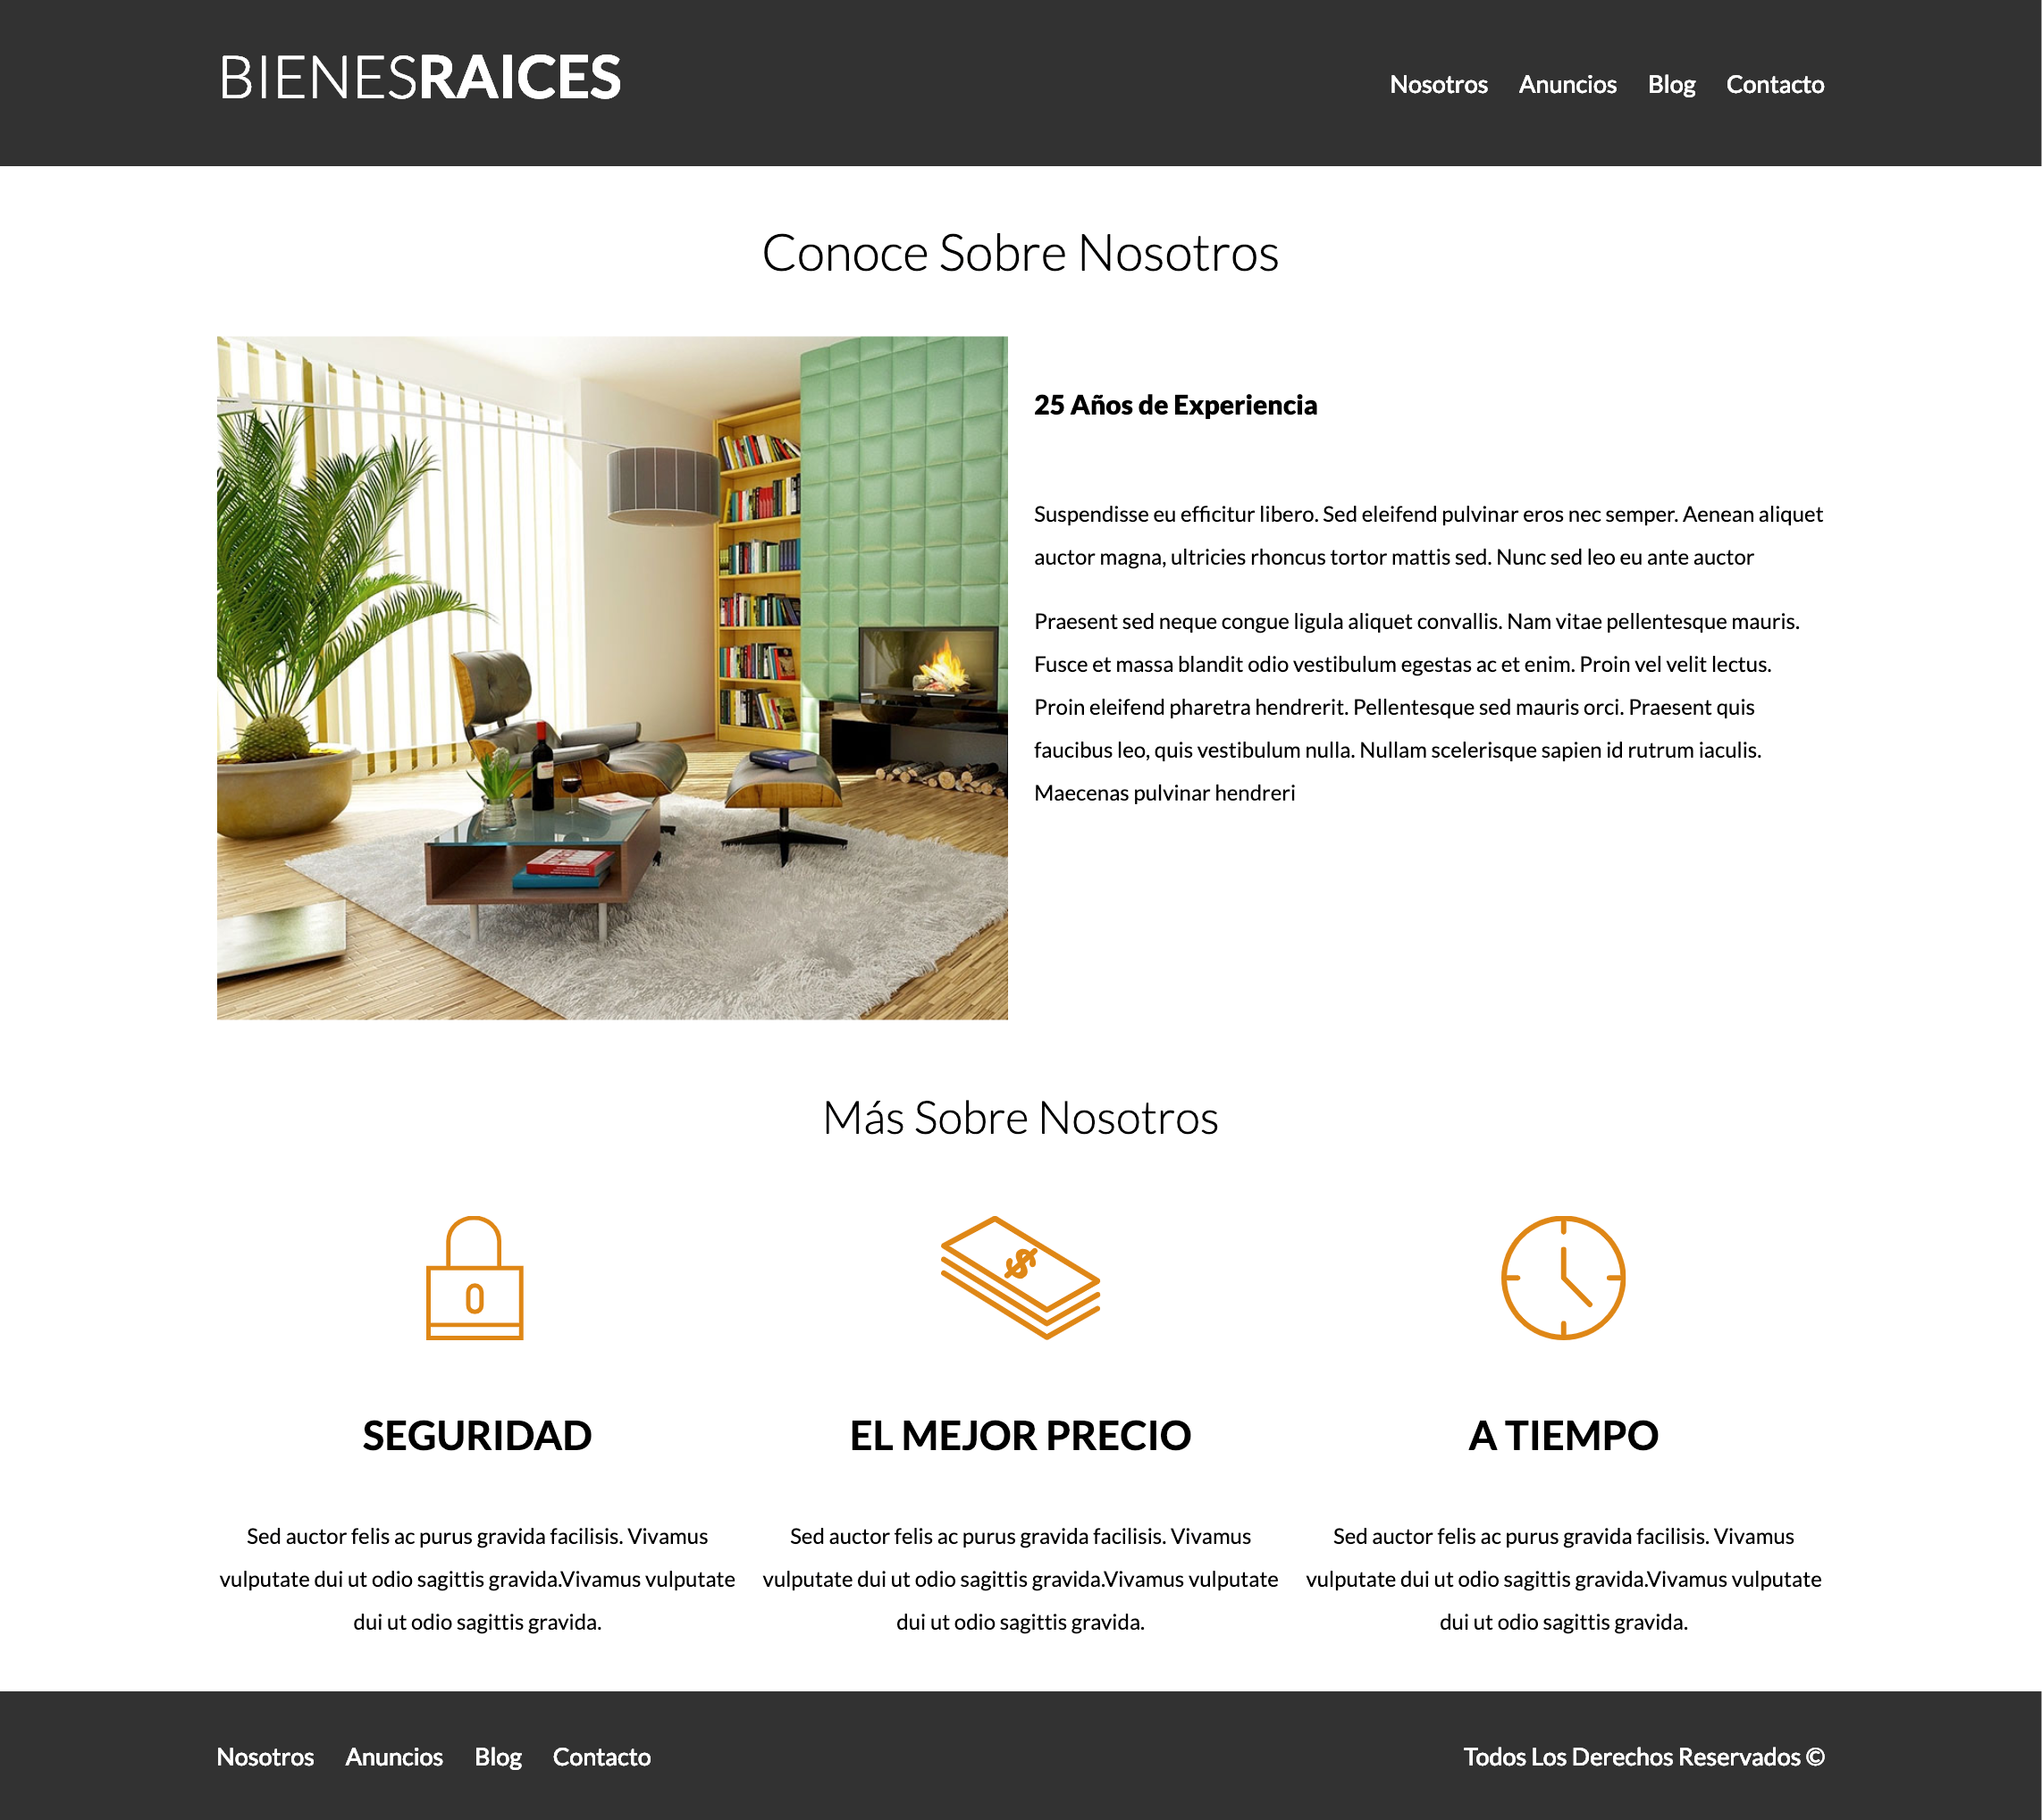 BIENESRAICES
Nosotros Anuncios Blog Contacto
Conoce Sobre Nosotros
25 Años de Experiencia
Suspendisse eu efficitur libero. Sed eleifend pulvinar eros nec semper. Aenean aliquet
auctor magna, ultricies rhoncus tortor mattis sed. Nunc sed leo eu ante auctor
Praesent sed neque congue ligula aliquet convallis. Nam vitae pellentesque mauris.
Fusce et massa blandit odio vestibulum egestas ac et enim. Proin vel velit lectus.
Proin eleifend pharetra hendrerit. Pellentesque sed mauris orci. Praesent quis
faucibus leo, quis vestibulum nulla. Nullam scelerisque sapien id rutrum iaculis.
Maecenas pulvinar hendreri
Más Sobre Nosotros
$
SEGURIDAD
Sed auctor felis ac purus gravida facilisis. Vivamus
vulputate dui ut odio sagittis gravida.Vivamus vulputate
dui ut odio sagittis gravida.
EL MEJOR PRECIO
Sed auctor felis ac purus gravida facilisis. Vivamus
vulputate dui ut odio sagittis gravida.Vivamus vulputate
dui ut odio sagittis gravida.
A TIEMPO
Sed auctor felis ac purus gravida facilisis. Vivamus
vulputate dui ut odio sagittis gravida.Vivamus vulputate
dui ut odio sagittis gravida.
Nosotros Anuncios Blog Contacto
Todos Los Derechos Reservados ©